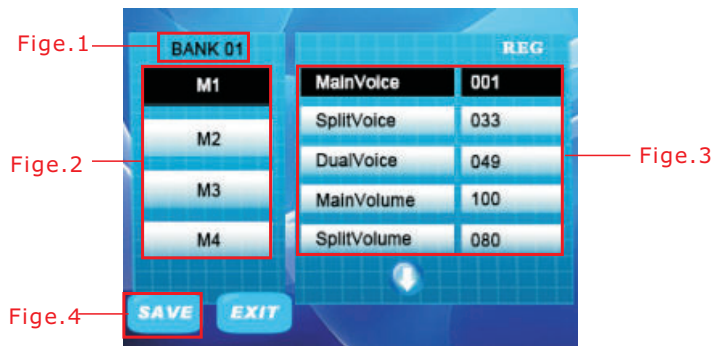 Fige.1
BANK 01
REG
M1
MainVoice 001
SplitVoice 033
M2
DualVoice 049
Fige.2
Fige.3
M3
MainVolume 100
M4
SplitVolume 080
Fige.4
SAVE EXIT